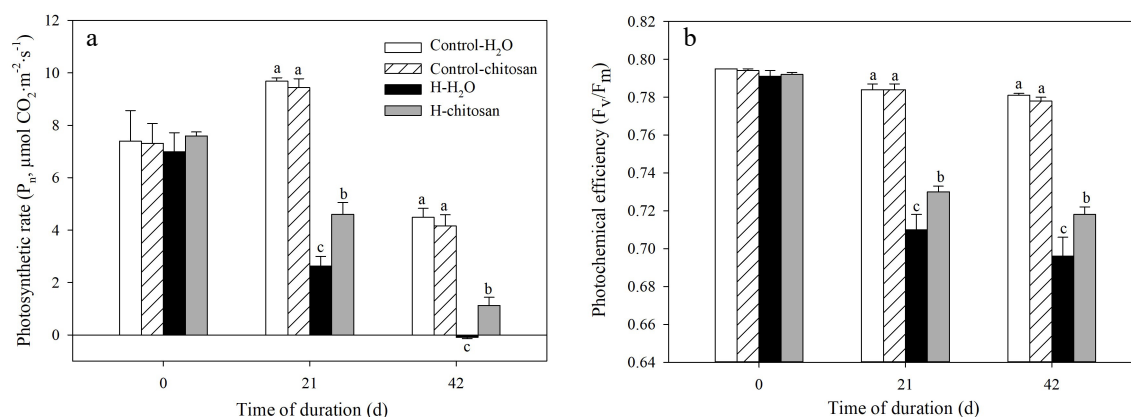 a
Control-H₂O
Control-chitosan
H-H₂O
H-chitosan
Photosynthetic rate (Pₙ, μmol CO₂·m⁻²·s⁻¹)
12
10
8
6
4
2
0
a a
b
c
a a
b
c
0 21 42
Time of duration (d)
b
Photochemical efficiency (F_V/F_m)
0.82
0.80
0.78
0.76
0.74
0.72
0.70
0.68
0.66
0.64
a a
b
c
a a
b
c
0 21 42
Time of duration (d)